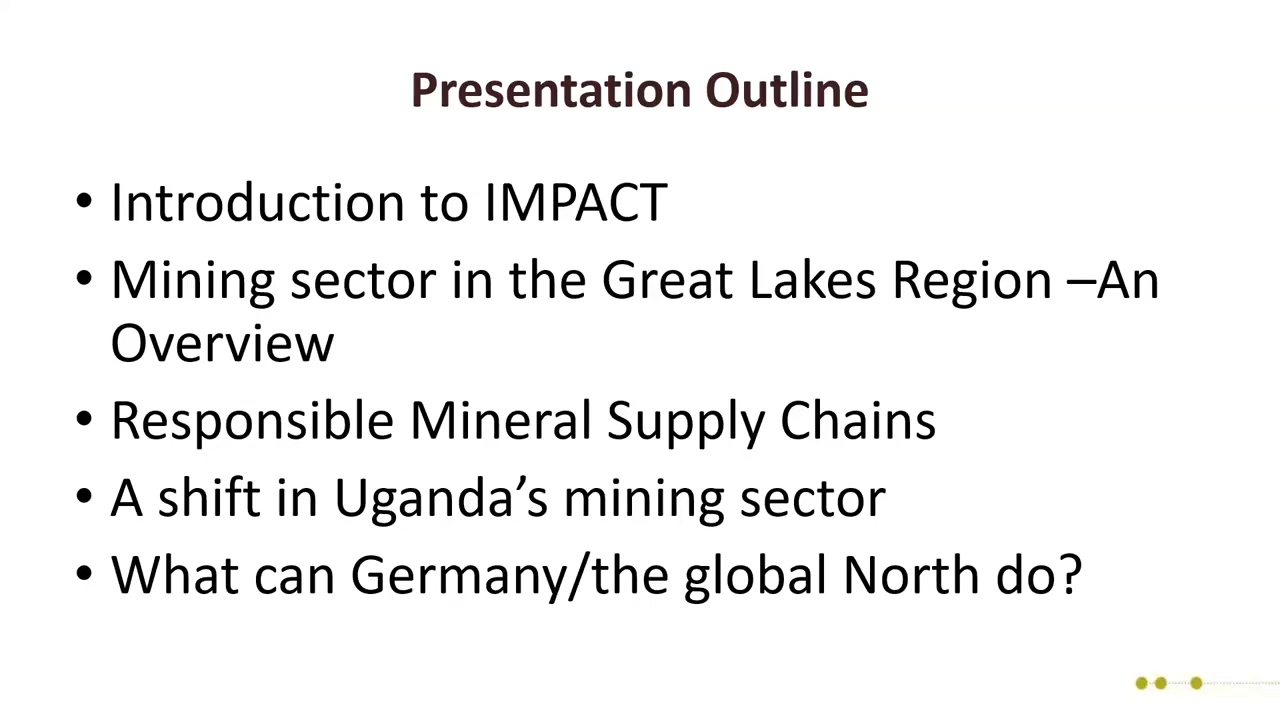 Presentation Outline
• Introduction to IMPACT
• Mining sector in the Great Lakes Region –An
Overview
• Responsible Mineral Supply Chains
• A shift in Uganda’s mining sector
• What can Germany/the global North do?